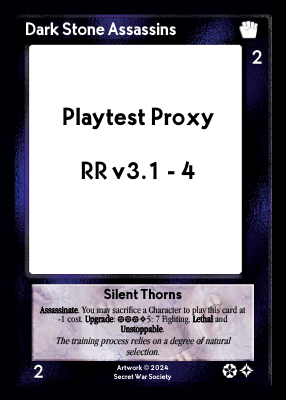 Dark Stone Assassins
2
Playtest Proxy
RR v3.1 - 4
Silent Thorns
Assassinate. You may sacrifice a Character to play this card at
-1 cost. Upgrade: 5: 7 Fighting. Lethal and
Unstoppable.
The training process relies on a degree of natural
selection.
2
Artwork © 2024
Secret War Society